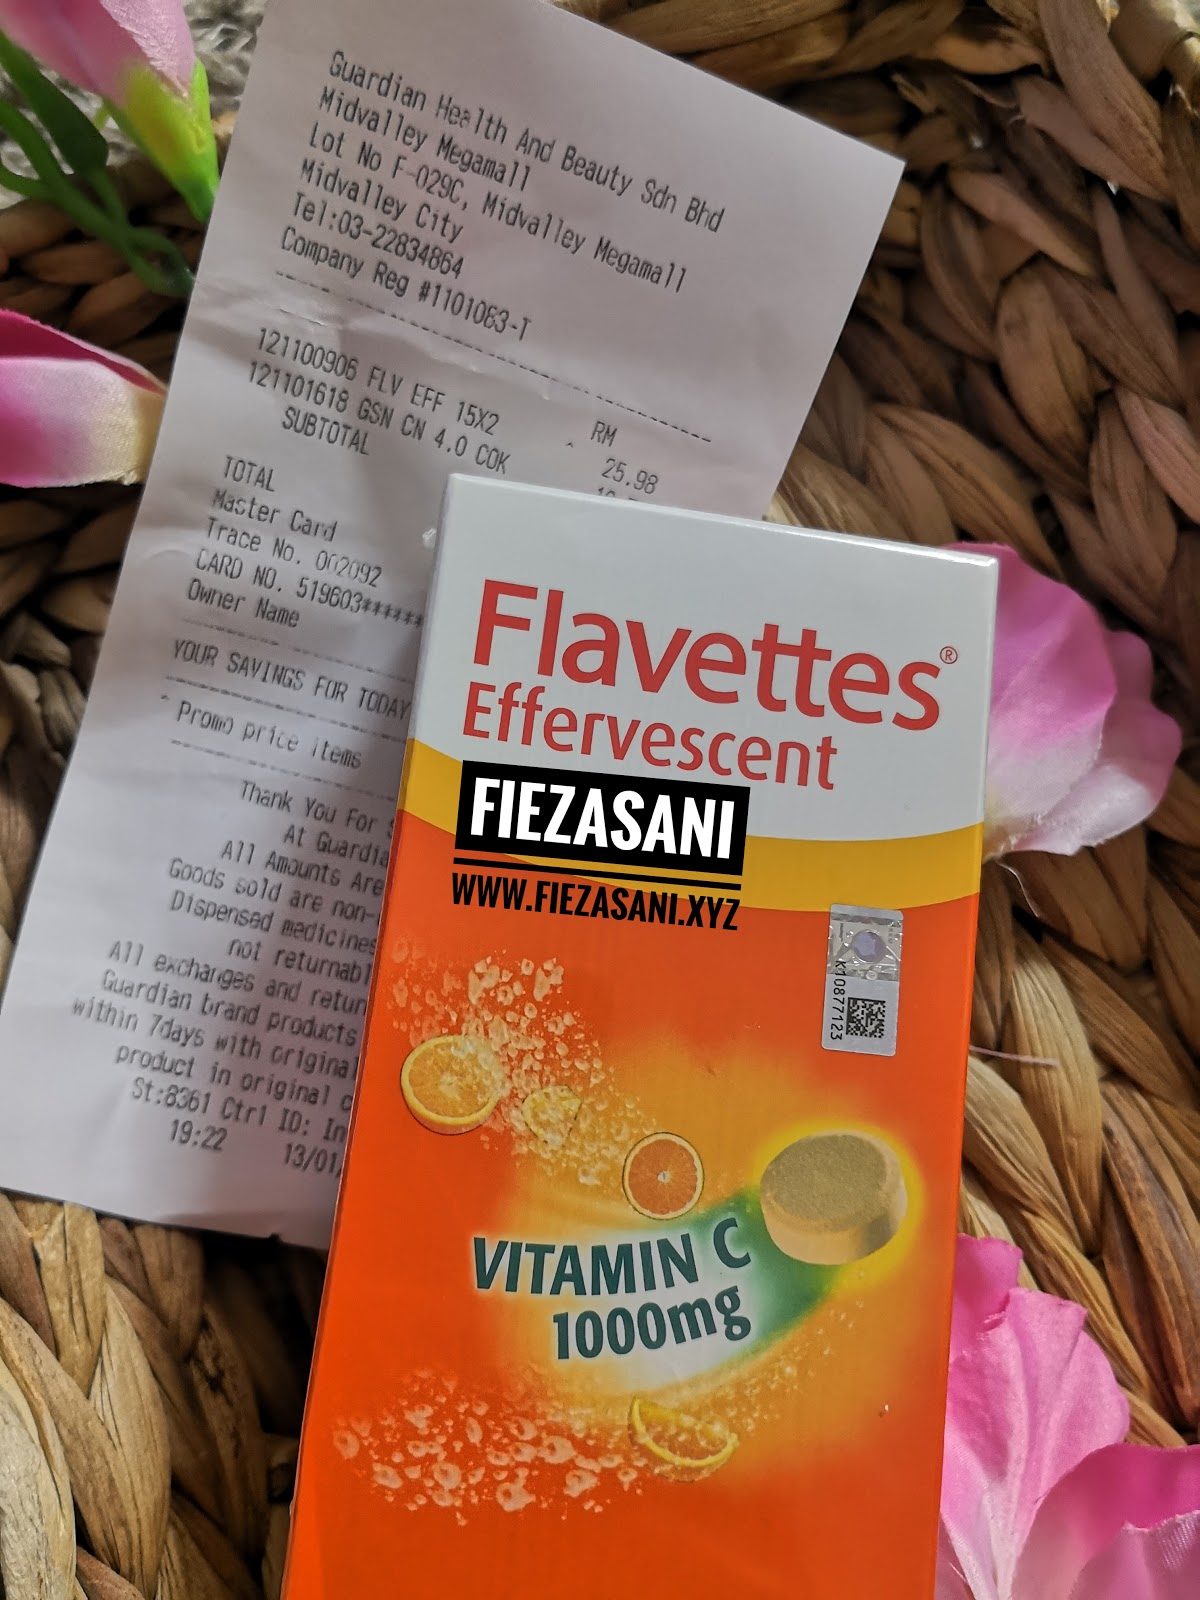 Guardian Health And Beauty Sdn Bhd
Midvalley Megamall
Lot No F-029C, Midvalley Megamall
Midvalley City
Tel:03-22834864
Company Reg #1101083-T
RM
121100906 FLV EFF 15X2 ^ 25.98
121101618 GSN CN 4.0 COK
SUBTOTAL
TOTAL
Master Card
Trace No. 002092
CARD NO. 519603******
Owner Name
YOUR SAVINGS FOR TODAY
^ Promo price items
Thank You For
At Guardia
All Amounts Are
Goods sold are non-
Dispensed medicines
not returnabl
All exchanges and retur
Guardian brand products
within 7days with original
product in original c
St:8361 Ctrl ID: In
19:22 13/01/
Flavettes®
Effervescent
FIEZASANI
WWW.FIEZASANI.XYZ
K10877123
VITAMIN C
1000mg